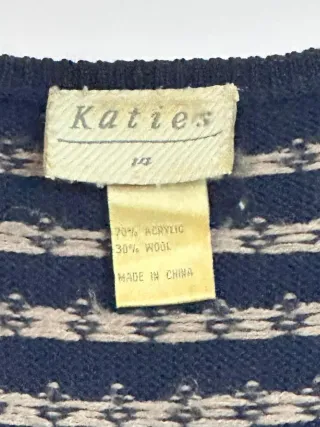 Katies
14
70% ACRYLIC
30% WOOL
MADE IN CHINA